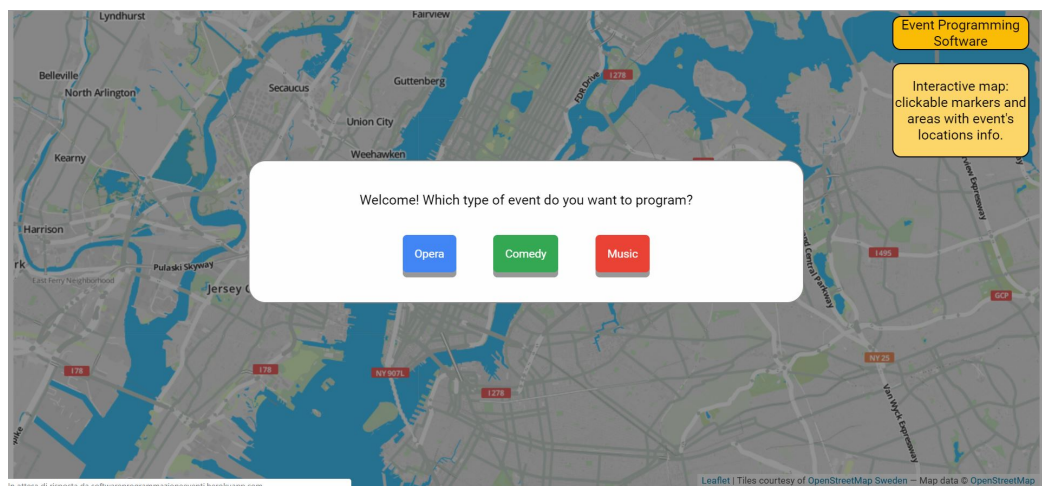 Lyndhurst
Fairview
Event Programming
Software
Belleville
North Arlington
Secaucus
Guttenberg
FDR Drive
I 278
Interactive map:
clickable markers and
areas with event's
locations info.
Union City
Weehawken
Kearny
Welcome! Which type of event do you want to program?
Harrison
Opera
Comedy
Music
I 495
rk
Pulaski Skyway
East Ferry Neighborhood
Jersey C
GCP
I 78
I 78
NY 907L
I 278
NY 25
Van Wyck Expressway
Leaflet | Tiles courtesy of OpenStreetMap Sweden — Map data © OpenStreetMap